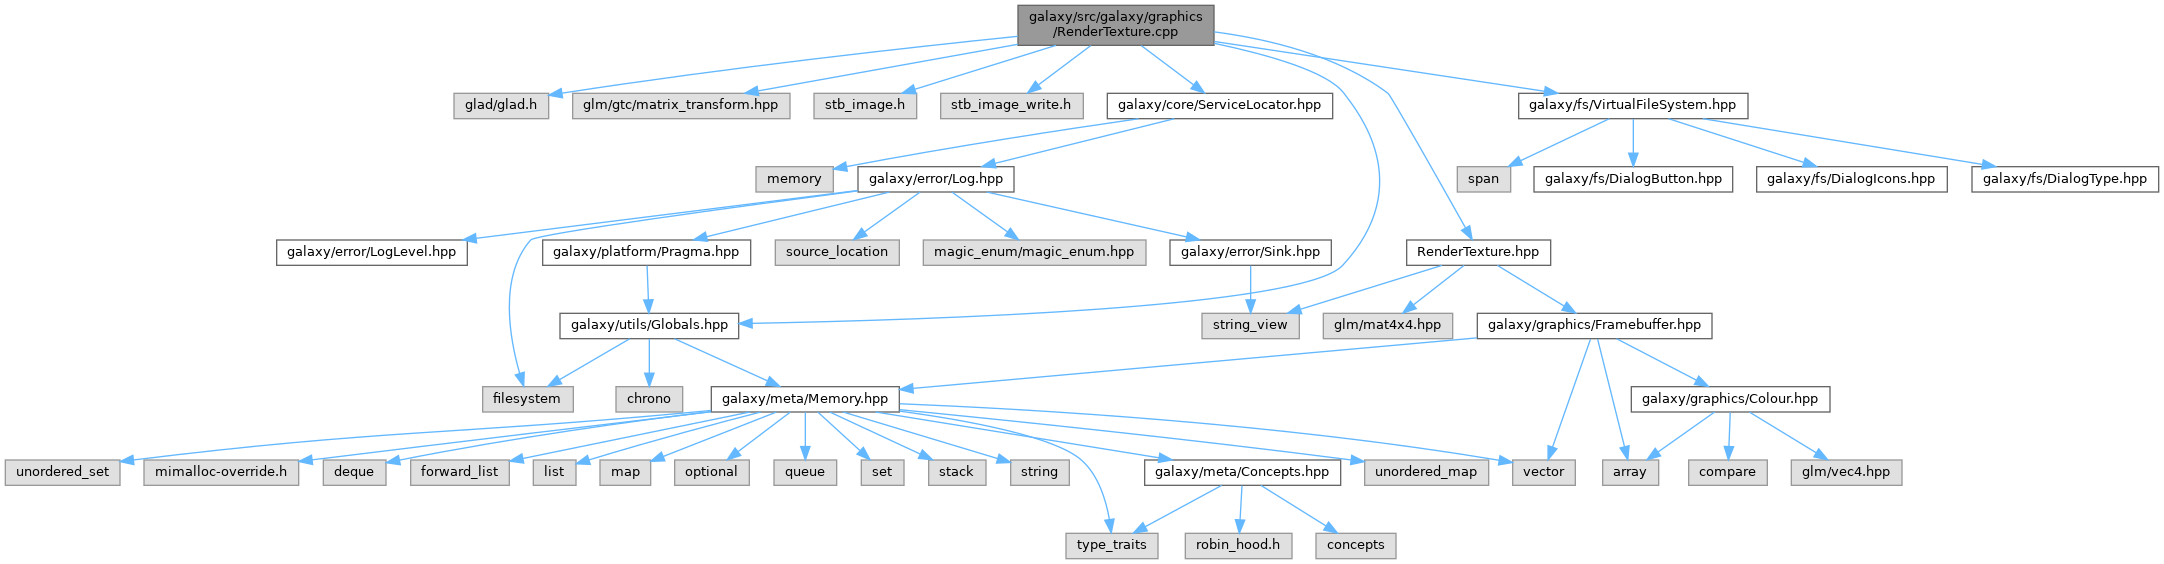 galaxy/src/galaxy/graphics
/RenderTexture.cpp
glad/glad.h
glm/gtc/matrix_transform.hpp
stb_image.h
stb_image_write.h
galaxy/core/ServiceLocator.hpp
galaxy/fs/VirtualFileSystem.hpp
memory
galaxy/error/Log.hpp
span
galaxy/fs/DialogButton.hpp
galaxy/fs/DialogIcons.hpp
galaxy/fs/DialogType.hpp
galaxy/error/LogLevel.hpp
galaxy/platform/Pragma.hpp
source_location
magic_enum/magic_enum.hpp
galaxy/error/Sink.hpp
RenderTexture.hpp
galaxy/utils/Globals.hpp
string_view
glm/mat4x4.hpp
galaxy/graphics/Framebuffer.hpp
filesystem
chrono
galaxy/meta/Memory.hpp
galaxy/graphics/Colour.hpp
unordered_set
mimalloc-override.h
deque
forward_list
list
map
optional
queue
set
stack
string
galaxy/meta/Concepts.hpp
unordered_map
vector
array
compare
glm/vec4.hpp
type_traits
robin_hood.h
concepts